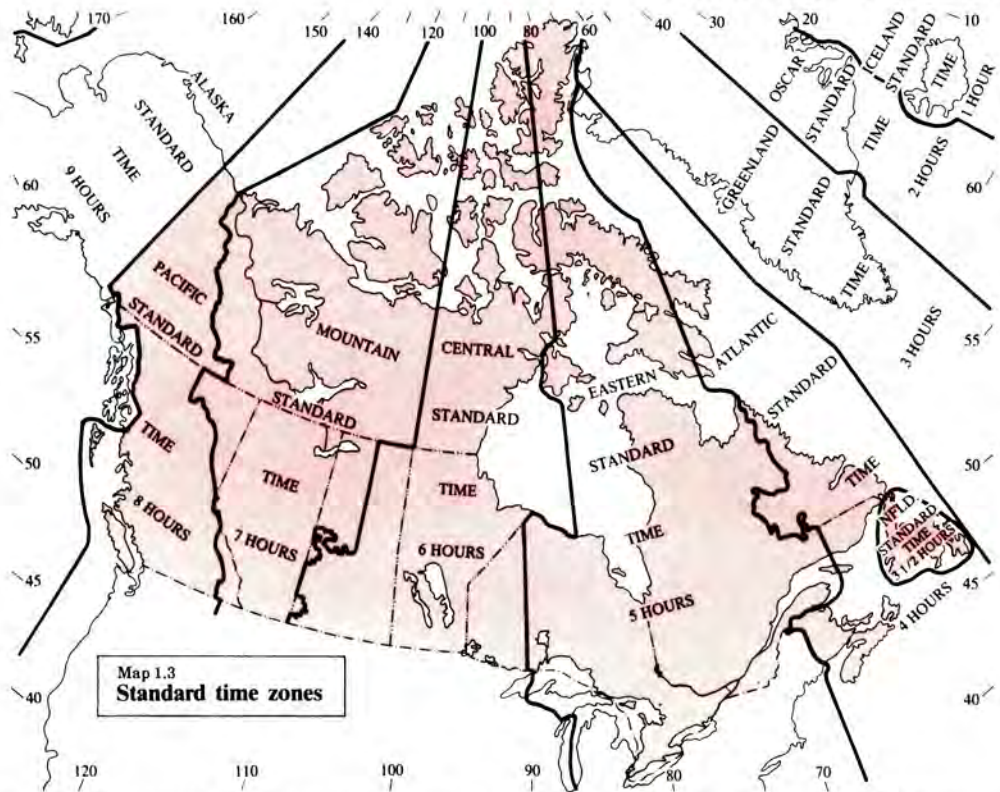 170
160
150
140
120
100
80
60
40
30
20
10
ALASKA
STANDARD
TIME
9 HOURS
OSCAR
GREENLAND
STANDARD
TIME
2 HOURS
ICELAND
STANDARD
TIME
1 HOUR
STANDARD
TIME
3 HOURS
60
55
50
45
40
60
55
50
45
40
PACIFIC
STANDARD
TIME
8 HOURS
MOUNTAIN
STANDARD
TIME
7 HOURS
CENTRAL
STANDARD
TIME
6 HOURS
EASTERN
STANDARD
TIME
5 HOURS
ATLANTIC
STANDARD
TIME
4 HOURS
NFLD.
STANDARD
TIME
3 1/2 HOURS
Map 1.3
Standard time zones
120
110
100
90
80
70